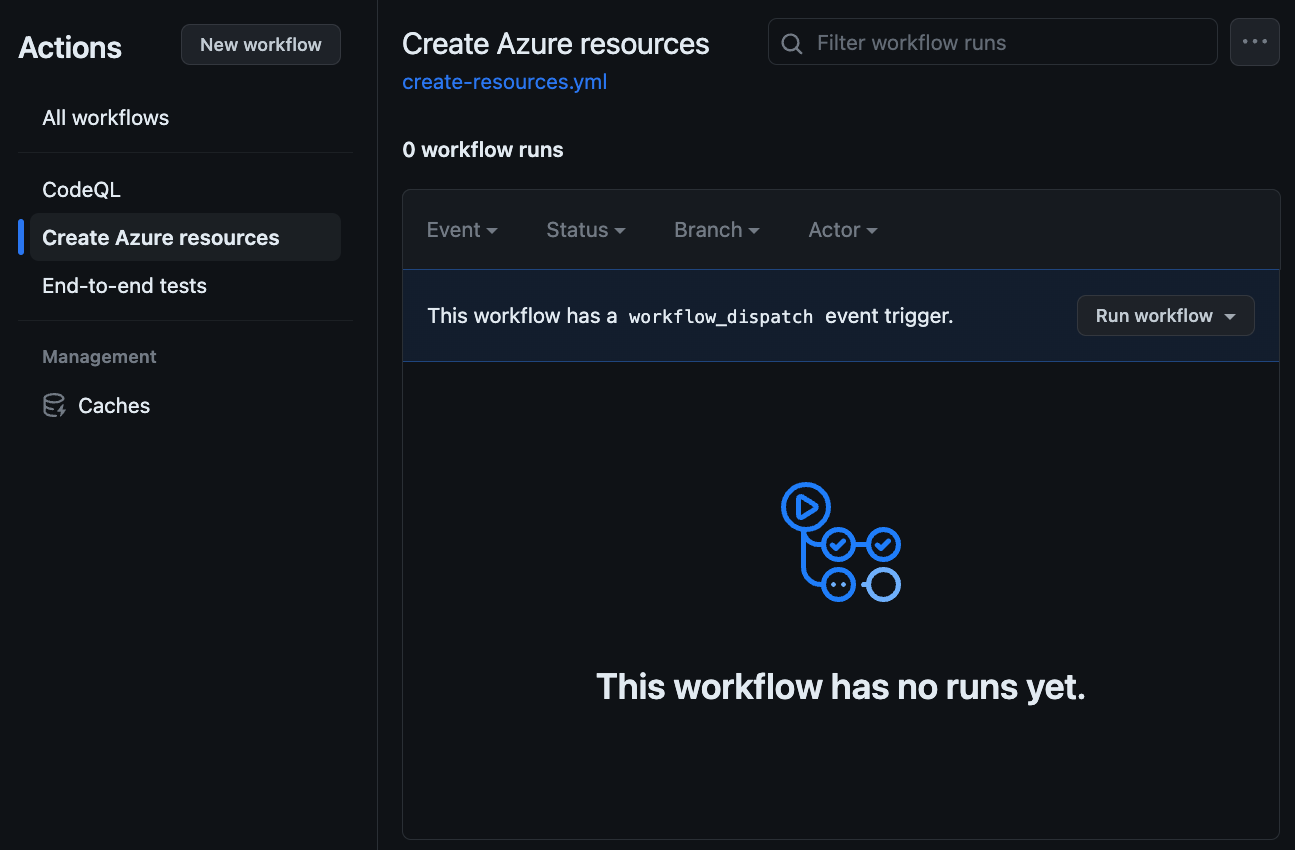 Actions
New workflow
All workflows
CodeQL
Create Azure resources
End-to-end tests
Management
Caches
Create Azure resources
create-resources.yml
Filter workflow runs
0 workflow runs
Event Status Branch Actor
This workflow has a workflow_dispatch event trigger.
Run workflow
This workflow has no runs yet.